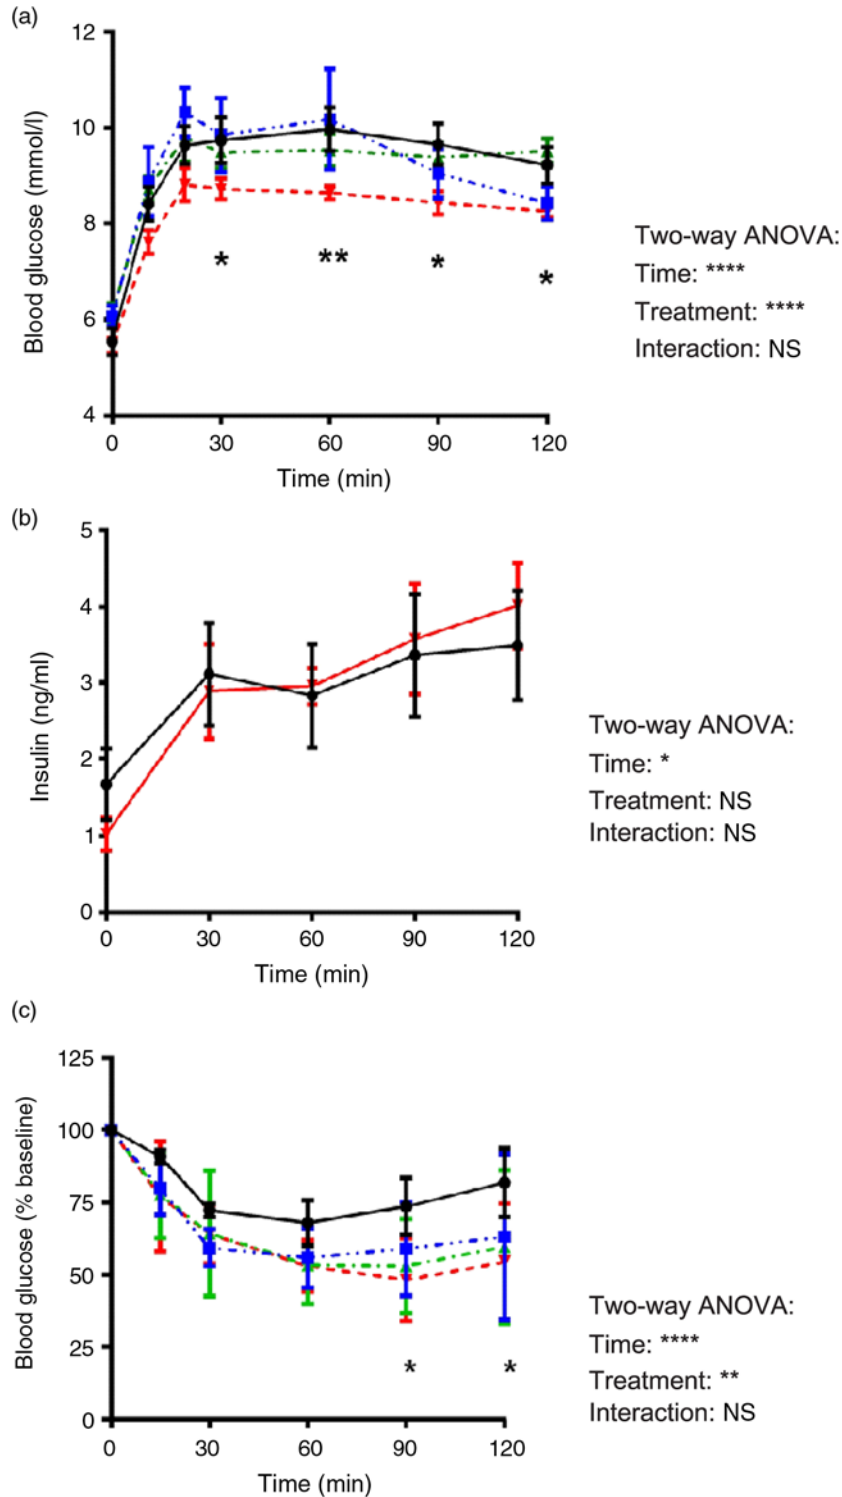 (a)
12
10
8
6
4
Blood glucose (mmol/l)
* ** * *
0 30 60 90 120
Time (min)
Two-way ANOVA:
Time: ****
Treatment: ****
Interaction: NS
(b)
5
4
3
2
1
0
Insulin (ng/ml)
0 30 60 90 120
Time (min)
Two-way ANOVA:
Time: *
Treatment: NS
Interaction: NS
(c)
125
100
75
50
25
0
Blood glucose (% baseline)
* *
0 30 60 90 120
Time (min)
Two-way ANOVA:
Time: ****
Treatment: **
Interaction: NS